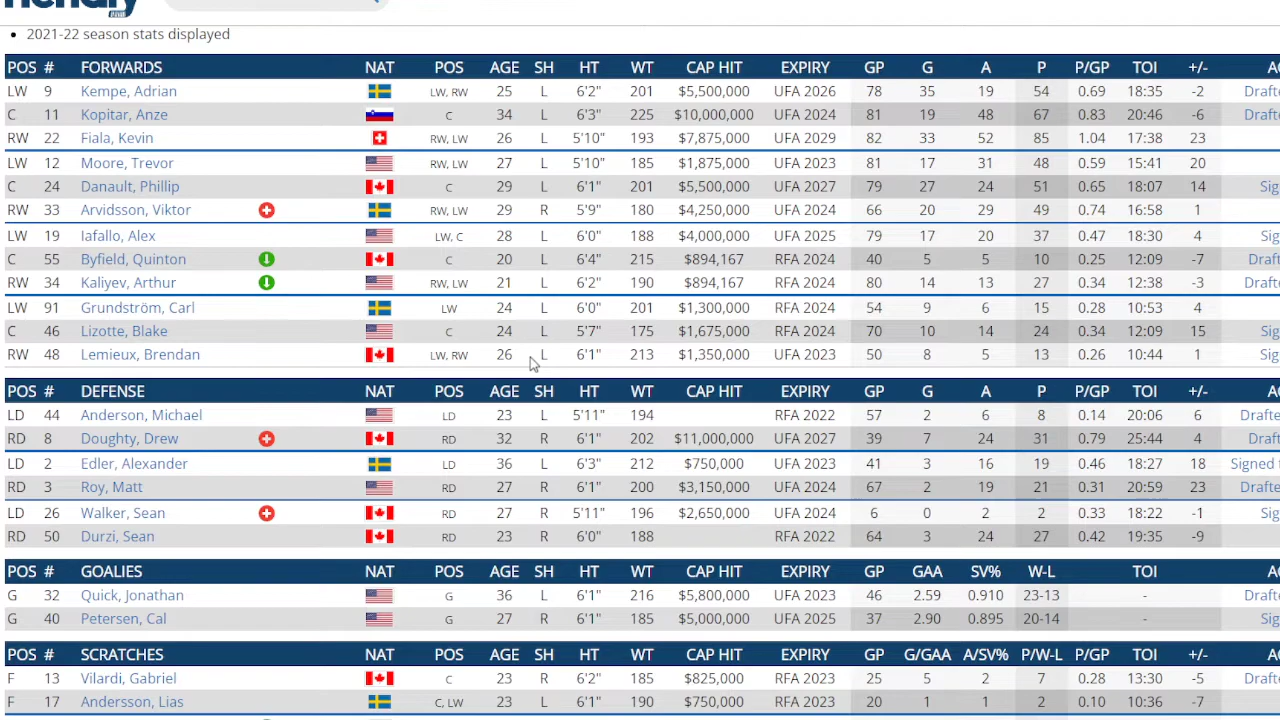 2021-22 season stats displayed
POS # FORWARDS NAT POS AGE SH HT WT CAP HIT EXPIRY GP G A P P/GP TOI +/-
LW 9 Kempe, Adrian LW, RW 25 L 6'2" 201 $5,500,000 UFA 2026 78 35 19 54 0.69 18:35 -2 Drafte
C 11 Kopitar, Anze C 34 L 6'3" 225 $10,000,000 UFA 2024 81 19 48 67 0.83 20:46 -6 Drafte
RW 22 Fiala, Kevin RW, LW 26 L 5'10" $7,875,000 UFA 2029 82 33 52 85 1.04 17:38 23
LW 12 Moore, Trevor RW, LW 27 L 5'10" $1,875,000 UFA 2023 81 17 31 48 0.59 15:41 20
C 24 Danault, Phillip C 29 L 6'1" $5,500,000 UFA 2027 79 27 24 51 0.65 18:07 14 Sig
RW 33 Arvidsson, Viktor RW, LW 29 R 5'9" 180 $4,250,000 UFA 2024 66 20 29 49 0.74 16:58 1
LW 19 Iafallo, Alex LW, C 28 L 6'0" $4,000,000 UFA 2025 79 17 20 37 0.47 18:30 4 Sig
C 55 Byfield, Quinton C 20 L 6'4" $894,167 RFA 2024 40 5 5 10 0.25 12:09 -7 Draft
RW 34 Kaliyev, Arthur RW, LW 21 L 6'2" 190 $894,167 RFA 2024 80 14 13 27 0.34 12:38 -3 Drafte
LW 91 Grundström, Carl LW 24 L 6'0" 201 $1,300,000 RFA 2024 54 9 6 15 0.28 10:53 4
C 46 Lizotte, Blake C 24 L 5'7" $1,675,000 RFA 2024 70 10 14 24 0.34 12:09 15 Sig
RW 48 Lemieux, Brendan LW, RW 26 L 6'1" 213 $1,350,000 UFA 2023 50 8 5 13 0.26 10:44 1 Sig
POS # DEFENSE NAT POS AGE SH HT WT CAP HIT EXPIRY GP G A P P/GP TOI +/-
LD 44 Anderson, Michael LD 23 L 5'11" RFA 2022 57 2 6 8 0.14 20:06 6 Drafte
RD 8 Doughty, Drew RD 32 R 6'1" 202 $11,000,000 UFA 2027 39 7 24 31 0.79 25:44 4 Draft
LD 2 Edler, Alexander LD 36 L 6'3" $750,000 UFA 2023 41 3 16 19 0.46 18:27 18 Signed
RD 3 Roy, Matt RD 27 R 6'1" $3,150,000 UFA 2024 67 2 19 21 0.31 20:59 23 Drafte
LD 26 Walker, Sean RD 27 R 5'11" 196 $2,650,000 UFA 2024 6 0 2 2 0.33 18:22 -1 Sig
RD 50 Durzi, Sean RD 23 R 6'0" 188 RFA 2022 64 3 24 27 0.42 19:35 -9
POS # GOALIES NAT POS AGE SH HT WT CAP HIT EXPIRY GP GAA SV% W-L TOI
G 32 Quick, Jonathan G 36 L 6'1" 216 $5,800,000 UFA 2023 46 2.59 0.910 23-13 - Drafte
G 40 Petersen, Cal G 27 R 6'1" 185 $5,000,000 UFA 2025 37 2.90 0.895 20-14 - Sig
POS # SCRATCHES NAT POS AGE SH HT WT CAP HIT EXPIRY GP G/GAA A/SV% P/W-L P/GP TOI +/-
F 13 Vilardi, Gabriel C 23 R 6'2" $825,000 RFA 2023 25 5 2 7 0.28 13:30 -5 Drafte
F 17 Andersson, Lias C, LW 23 L 6'0" $750,000 RFA 2023 20 1 1 2 0.10 10:36 -7